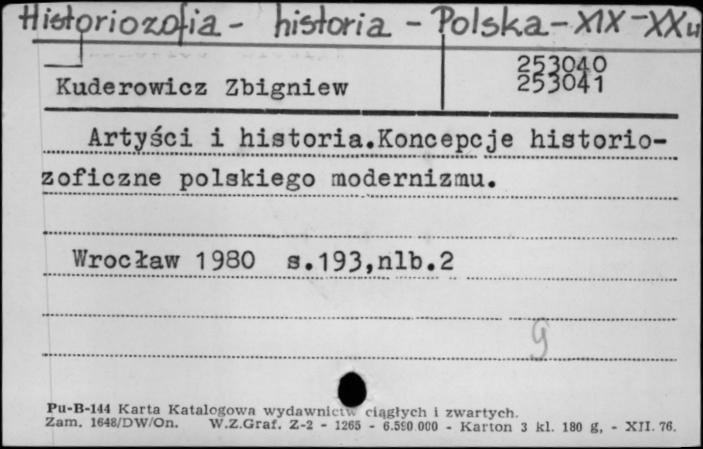 Historiozofia - historia - Polska - XIX - XX w
253040
Kuderowicz Zbigniew 253041
Artyści i historia.Koncepcje historio-
zoficzne polskiego modernizmu.
Wrocław 1980 s.193,nlb.2
g
Pu-B-144 Karta Katalogowa wydawnictw ciągłych i zwartych.
Zam. 1648/DW/On. W.Z.Graf. Z-2 - 1265 - 6.590.000 - Karton 3 kl. 180 g, - XII. 76.